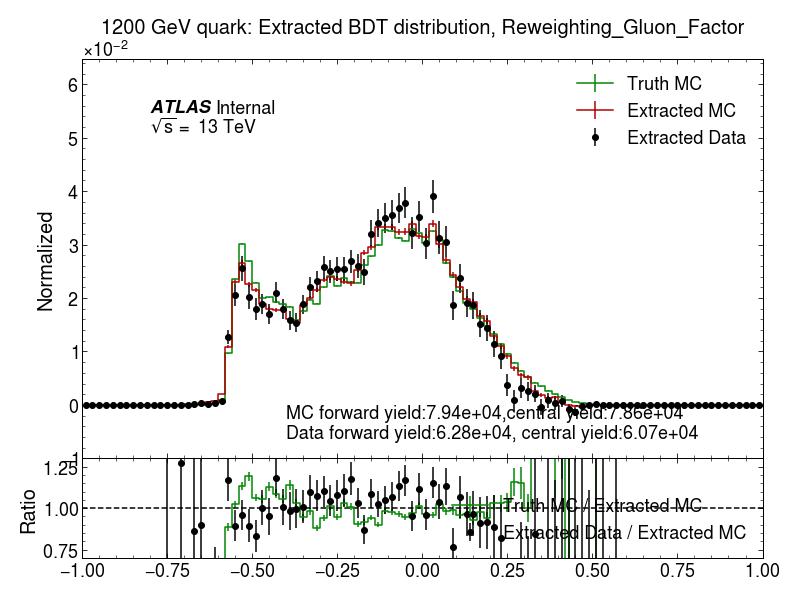 1200 GeV quark: Extracted BDT distribution, Reweighting_Gluon_Factor
×10−2
ATLAS Internal
√s = 13 TeV
Truth MC
Extracted MC
Extracted Data
Normalized
6
5
4
3
2
1
0
1
MC forward yield:7.94e+04,central yield:7.86e+04
Data forward yield:6.28e+04, central yield:6.07e+04
Ratio
1.25
1.00
0.75
Truth MC / Extracted MC
Extracted Data / Extracted MC
−1.00 −0.75 −0.50 −0.25 0.00 0.25 0.50 0.75 1.00